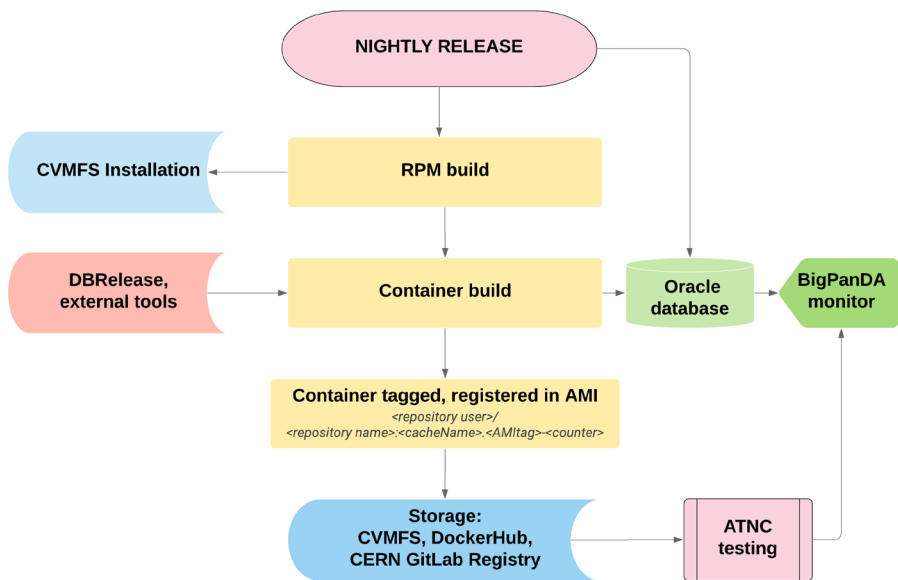 NIGHTLY RELEASE
CVMFS Installation
RPM build
DBRelease,
external tools
Container build
Oracle
database
BigPanDA
monitor
Container tagged, registered in AMI
<repository user>/
<repository name>:<cacheName>.<AMItag>-<counter>
Storage:
CVMFS, DockerHub,
CERN GitLab Registry
ATNC
testing